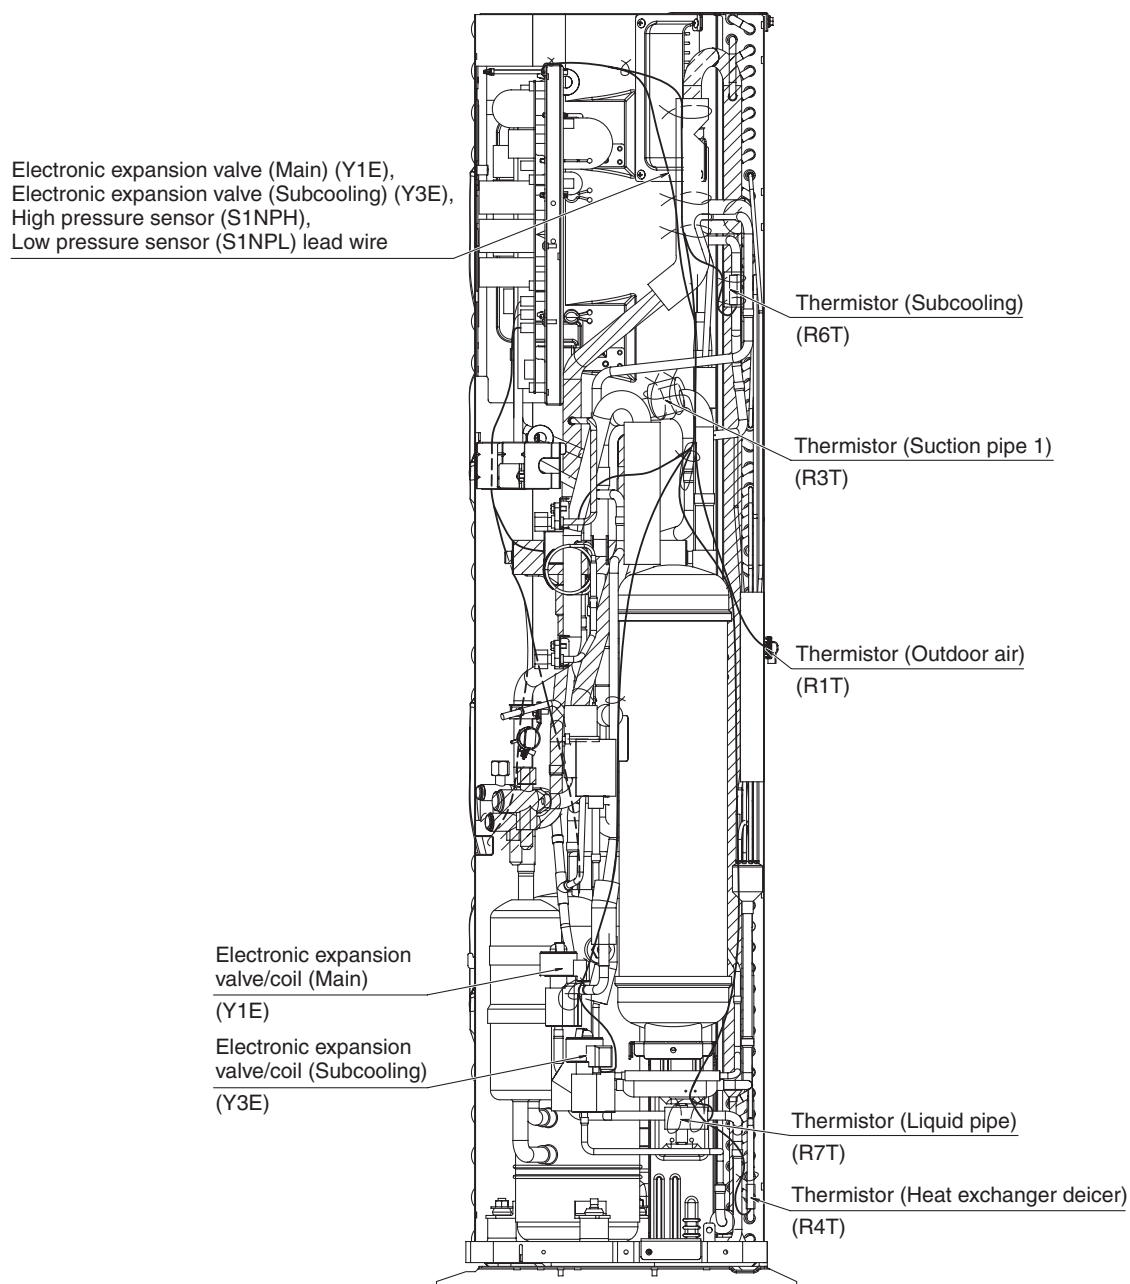 Electronic expansion valve (Main) (Y1E),
Electronic expansion valve (Subcooling) (Y3E),
High pressure sensor (S1NPH),
Low pressure sensor (S1NPL) lead wire
Thermistor (Subcooling)
(R6T)
Thermistor (Suction pipe 1)
(R3T)
Thermistor (Outdoor air)
(R1T)
Electronic expansion
valve/coil (Main)
(Y1E)
Electronic expansion
valve/coil (Subcooling)
(Y3E)
Thermistor (Liquid pipe)
(R7T)
Thermistor (Heat exchanger deicer)
(R4T)